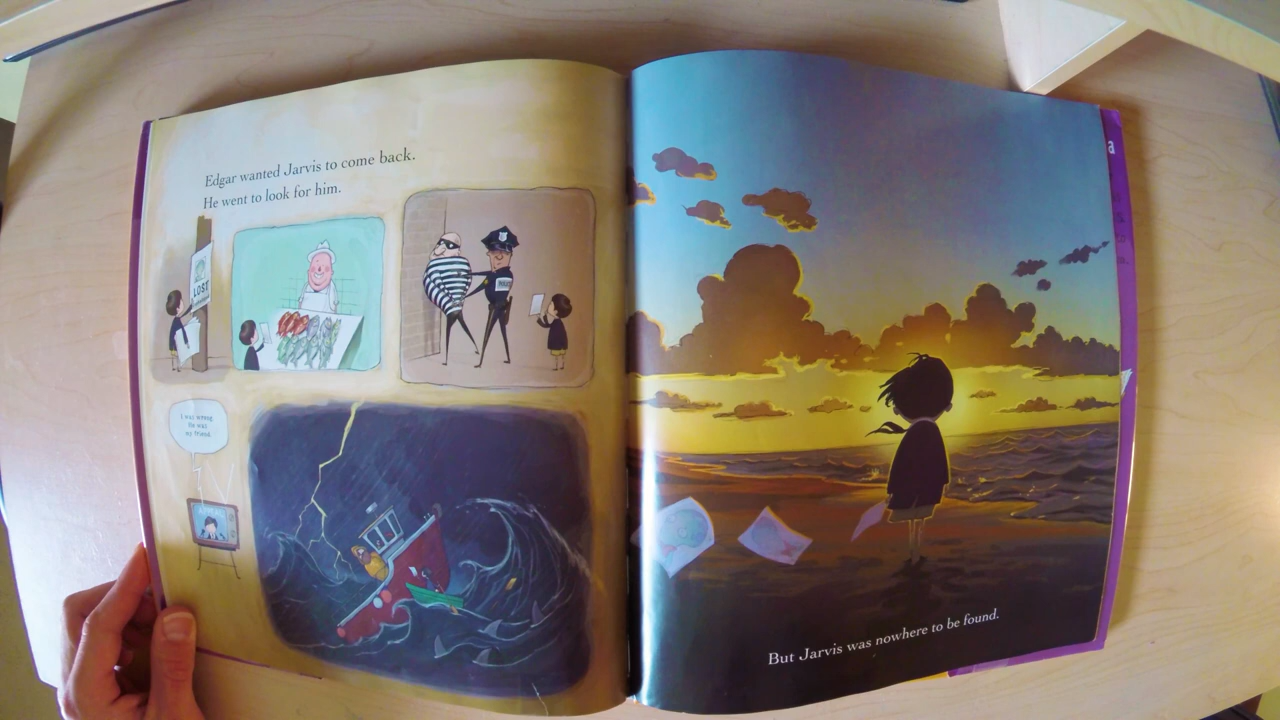 Edgar wanted Jarvis to come back.
He went to look for him.
LOST
I was wrong.
He was
my friend.
APPEAL
But Jarvis was nowhere to be found.
a